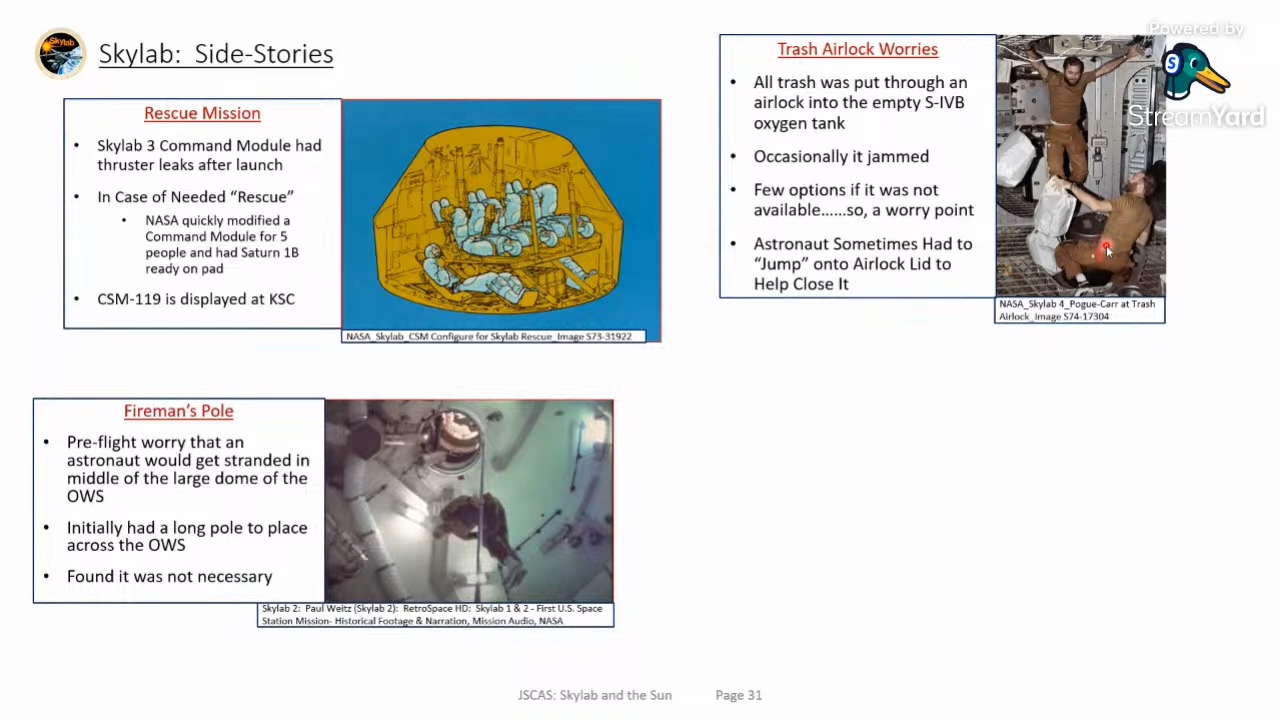 Skylab
Skylab:  Side-Stories
Rescue Mission
• Skylab 3 Command Module had
thruster leaks after launch
• In Case of Needed “Rescue”
• NASA quickly modified a
Command Module for 5
people and had Saturn 1B
ready on pad
• CSM-119 is displayed at KSC
NASA_Skylab_CSM Configure for Skylab Rescue_Image S73-31922
Trash Airlock Worries
• All trash was put through an
airlock into the empty S-IVB
oxygen tank
• Occasionally it jammed
• Few options if it was not
available......so, a worry point
• Astronaut Sometimes Had to
“Jump” onto Airlock Lid to
Help Close It
NASA_Skylab 4_Pogue-Carr at Trash
Airlock_Image S74-17304
Powered by
S
StreamYard
Fireman’s Pole
• Pre-flight worry that an
astronaut would get stranded in
middle of the large dome of the
OWS
• Initially had a long pole to place
across the OWS
• Found it was not necessary
Skylab 2:  Paul Weitz (Skylab 2):  RetroSpace HD:  Skylab 1 & 2 - First U.S. Space
Station Mission- Historical Footage & Narration, Mission Audio, NASA
JSCAS: Skylab and the Sun Page 31